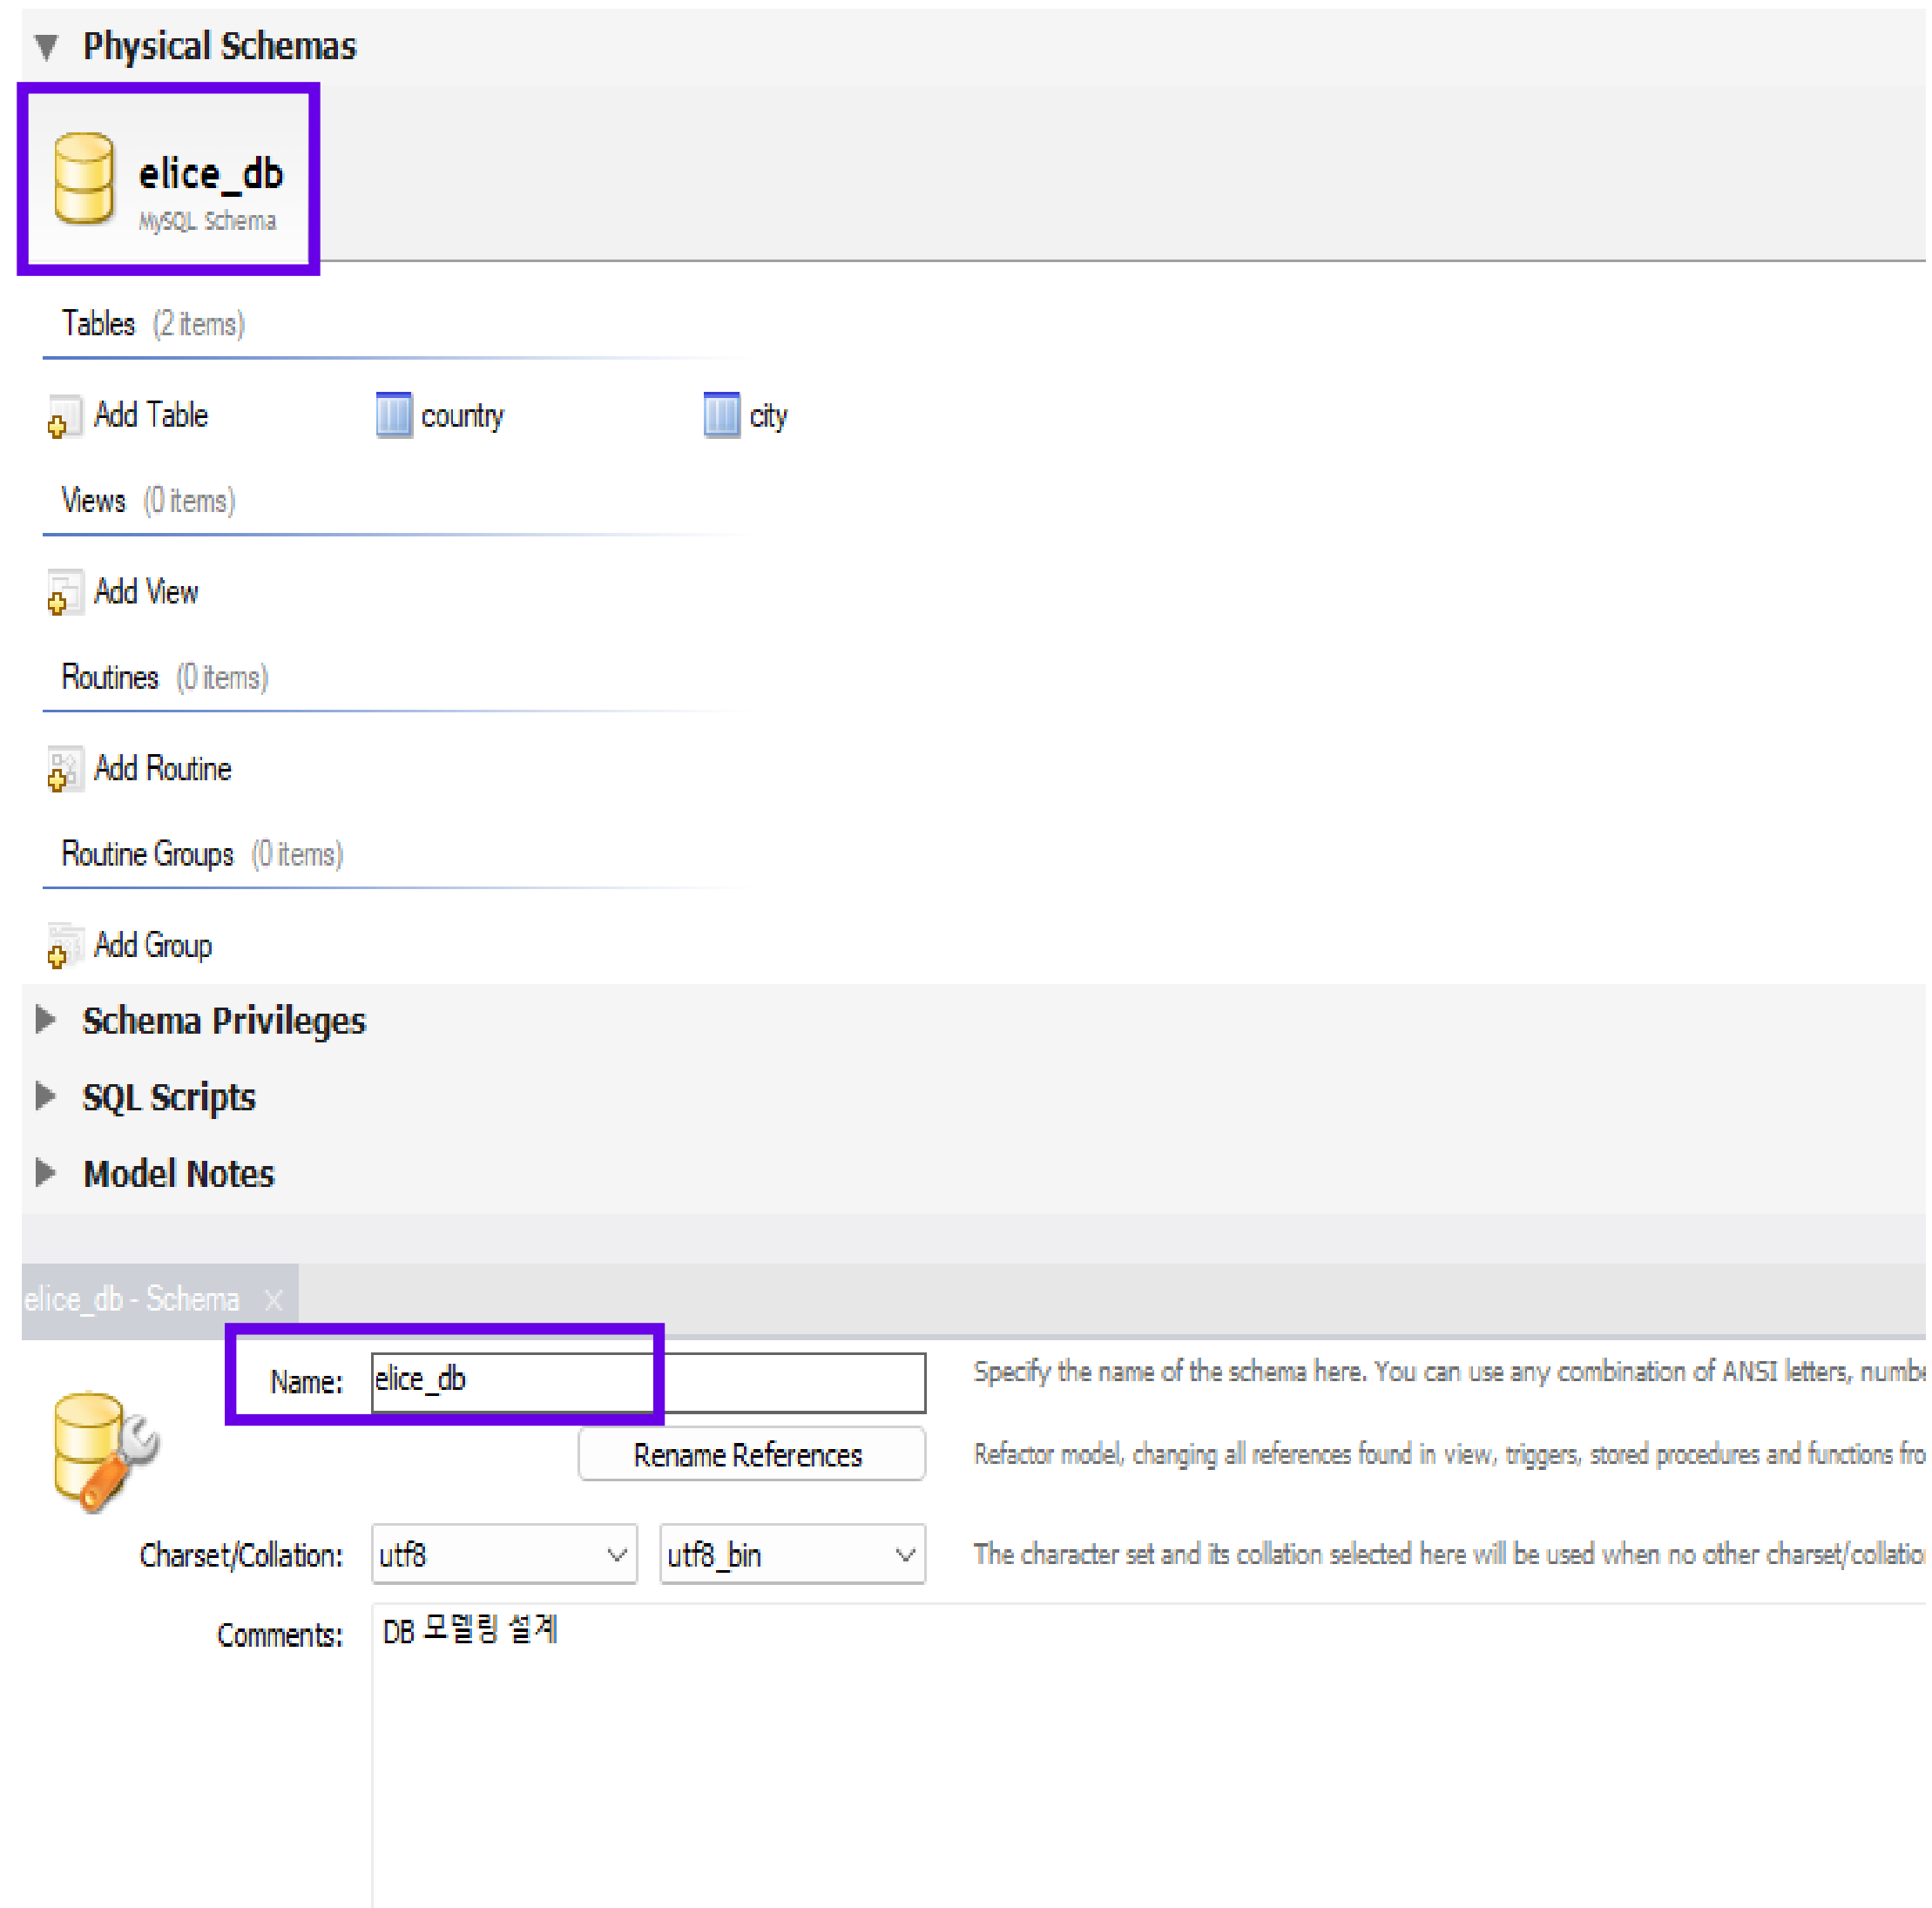 Physical Schemas
elice_db
MySQL Schema
Tables (2 items)
Add Table country city
Views (0 items)
Add View
Routines (0 items)
Add Routine
Routine Groups (0 items)
Add Group
Schema Privileges
SQL Scripts
Model Notes
elice_db - Schema X
Name: elice_db Specify the name of the schema here. You can use any combination of ANSI letters,
Rename References Refactor model, changing all references found in view, triggers, stored procedures and functions
Charset/Collation: utf8 utf8_bin The character set and its collation selected here will be used when no other
Comments: DB 모델링 설계